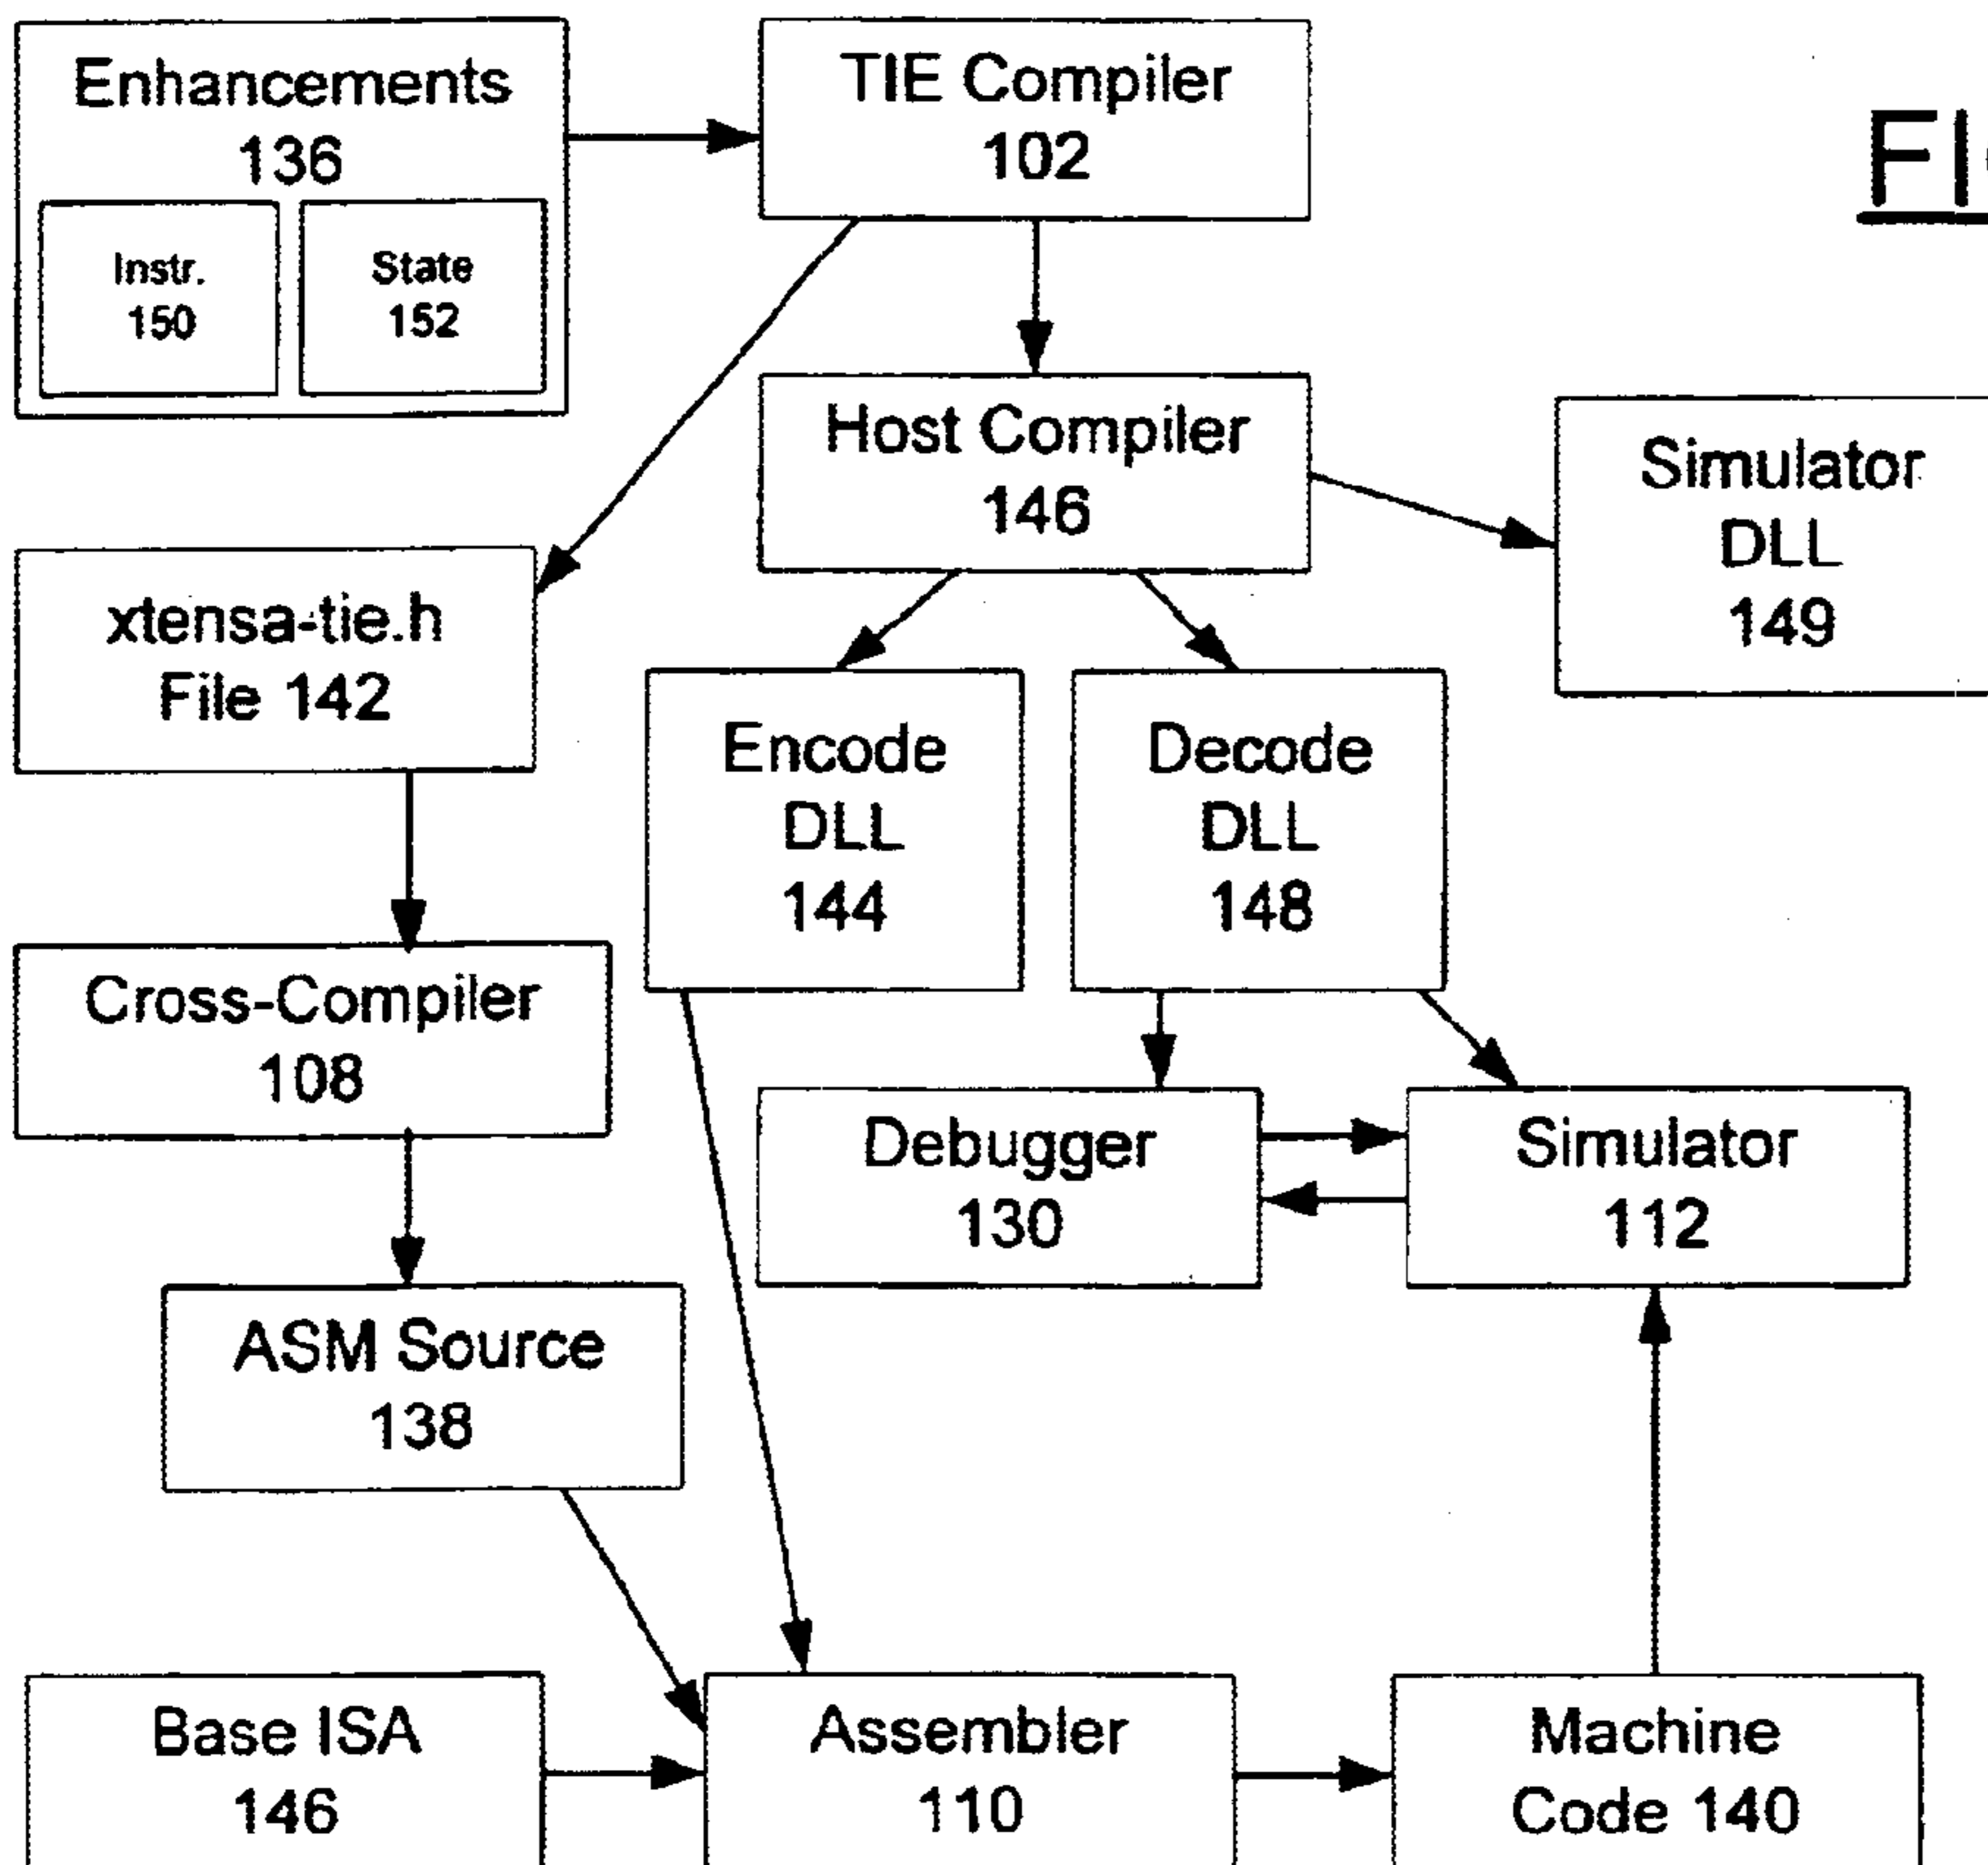 Enhancements
136
Instr.
150
State
152
TIE Compiler
102
Host Compiler
146
Simulator
DLL
149
xtensa-tie.h
File 142
Encode
DLL
144
Decode
DLL
148
Cross-Compiler
108
Debugger
130
Simulator
112
ASM Source
138
Base ISA
146
Assembler
110
Machine
Code 140